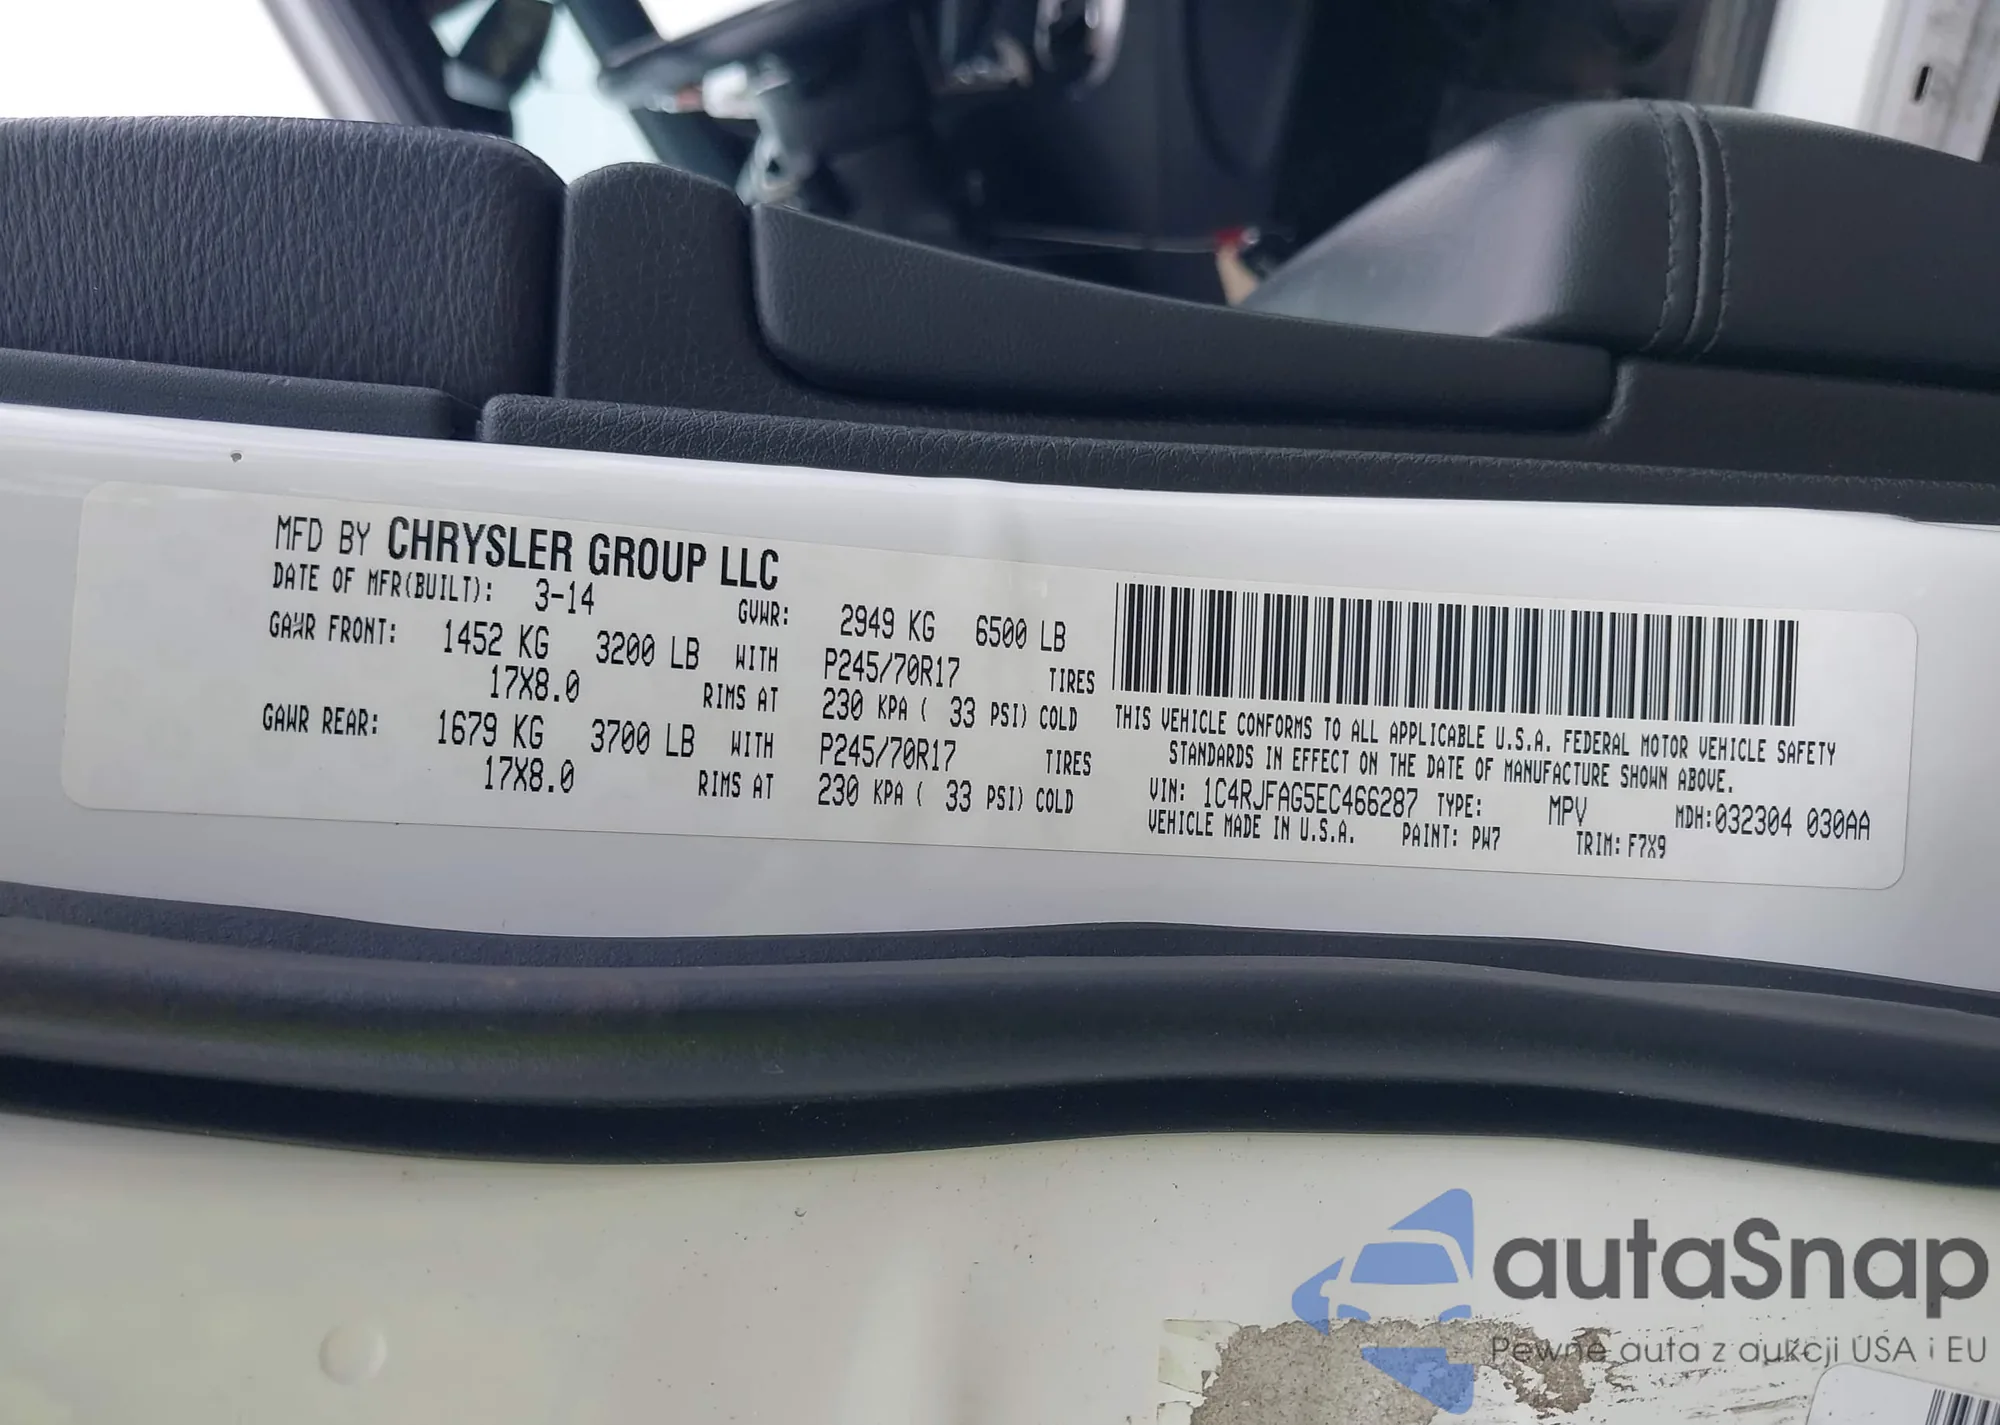 MFD BY CHRYSLER GROUP LLC
DATE OF MFR(BUILT): 3-14 GVWR: 2949 KG 6500 LB
GAWR FRONT: 1452 KG 3200 LB WITH P245/70R17 TIRES
17X8.0 RIMS AT 230 KPA ( 33 PSI) COLD
GAWR REAR: 1679 KG 3700 LB WITH P245/70R17 TIRES
17X8.0 RIMS AT 230 KPA ( 33 PSI) COLD
THIS VEHICLE CONFORMS TO ALL APPLICABLE U.S.A. FEDERAL MOTOR VEHICLE SAFETY
STANDARDS IN EFFECT ON THE DATE OF MANUFACTURE SHOWN ABOVE.
VIN: 1C4RJFAG5EC466287 TYPE: MPV MDH:032304 030AA
VEHICLE MADE IN U.S.A. PAINT: PW7 TRIM: F7X9
autaSnap
Pewne auta z aukcji USA i EU